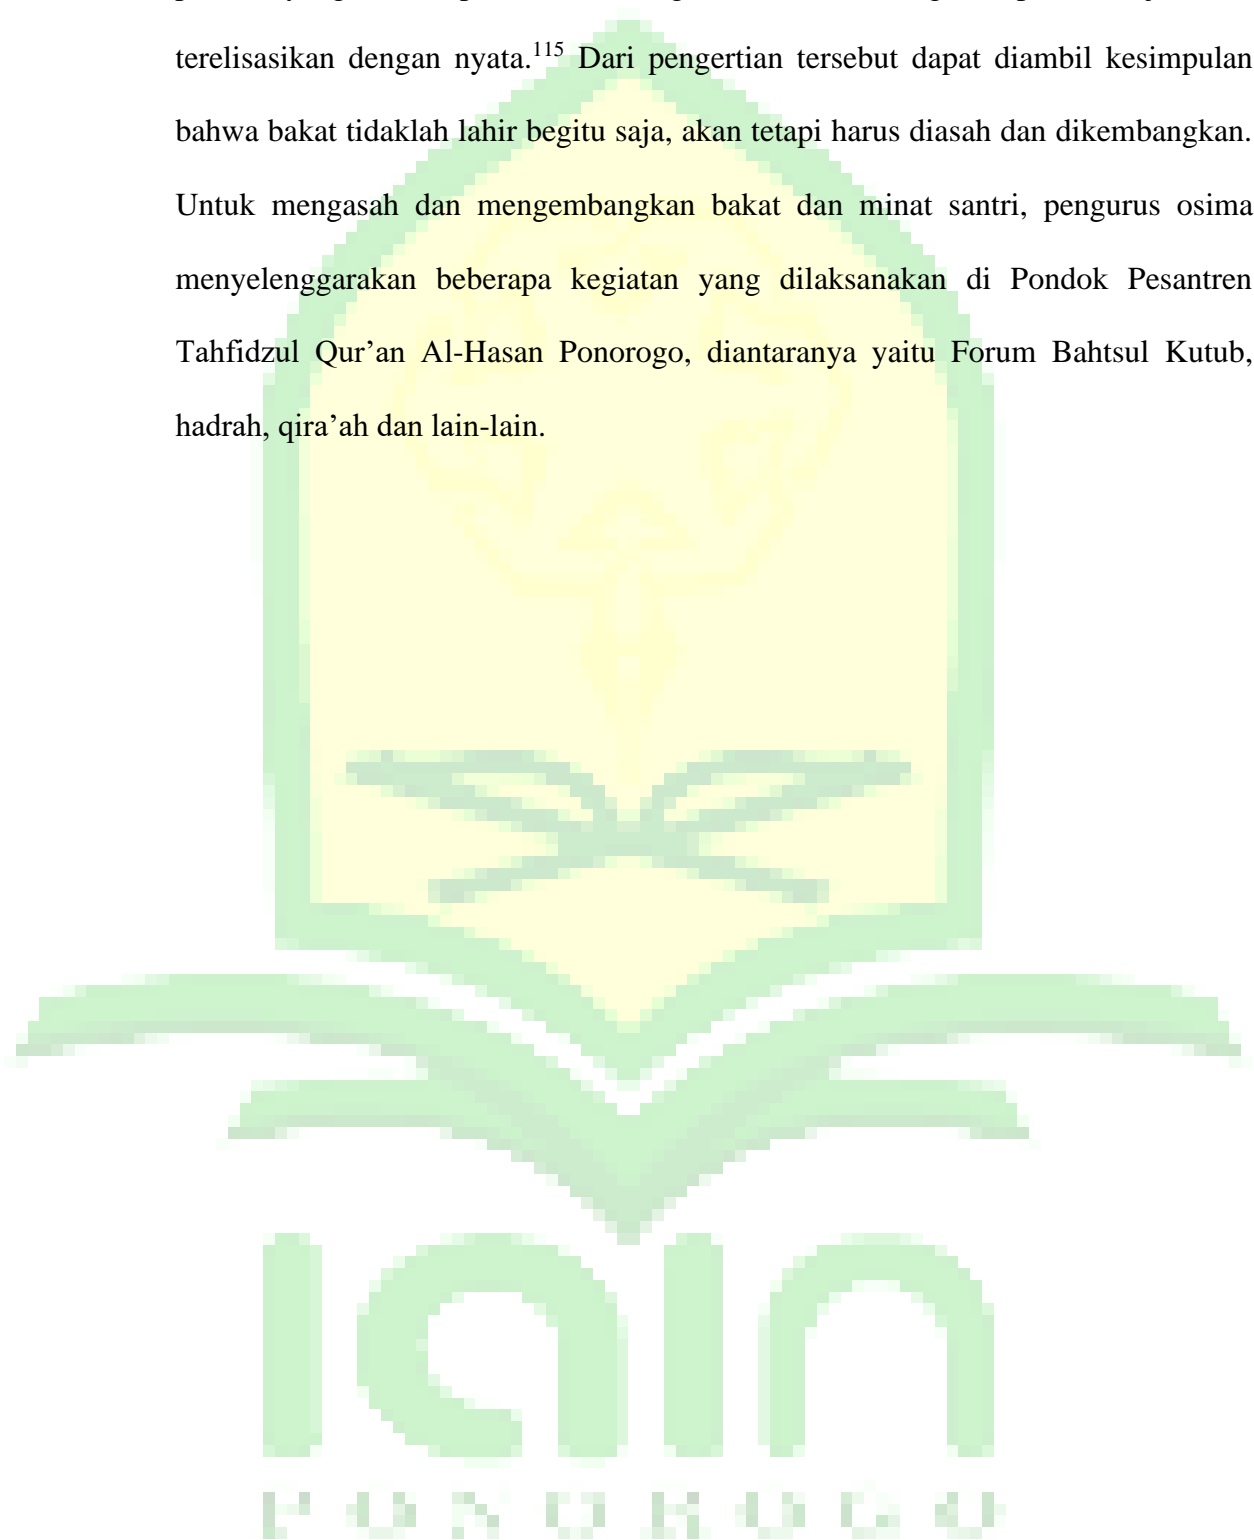 terelisasikan dengan nyata.115 Dari pengertian tersebut dapat diambil kesimpulan
bahwa bakat tidaklah lahir begitu saja, akan tetapi harus diasah dan dikembangkan.
Untuk mengasah dan mengembangkan bakat dan minat santri, pengurus osima
menyelenggarakan beberapa kegiatan yang dilaksanakan di Pondok Pesantren
Tahfidzul Qur’an Al-Hasan Ponorogo, diantaranya yaitu Forum Bahtsul Kutub,
hadrah, qira’ah dan lain-lain.
iain
PONOROGO